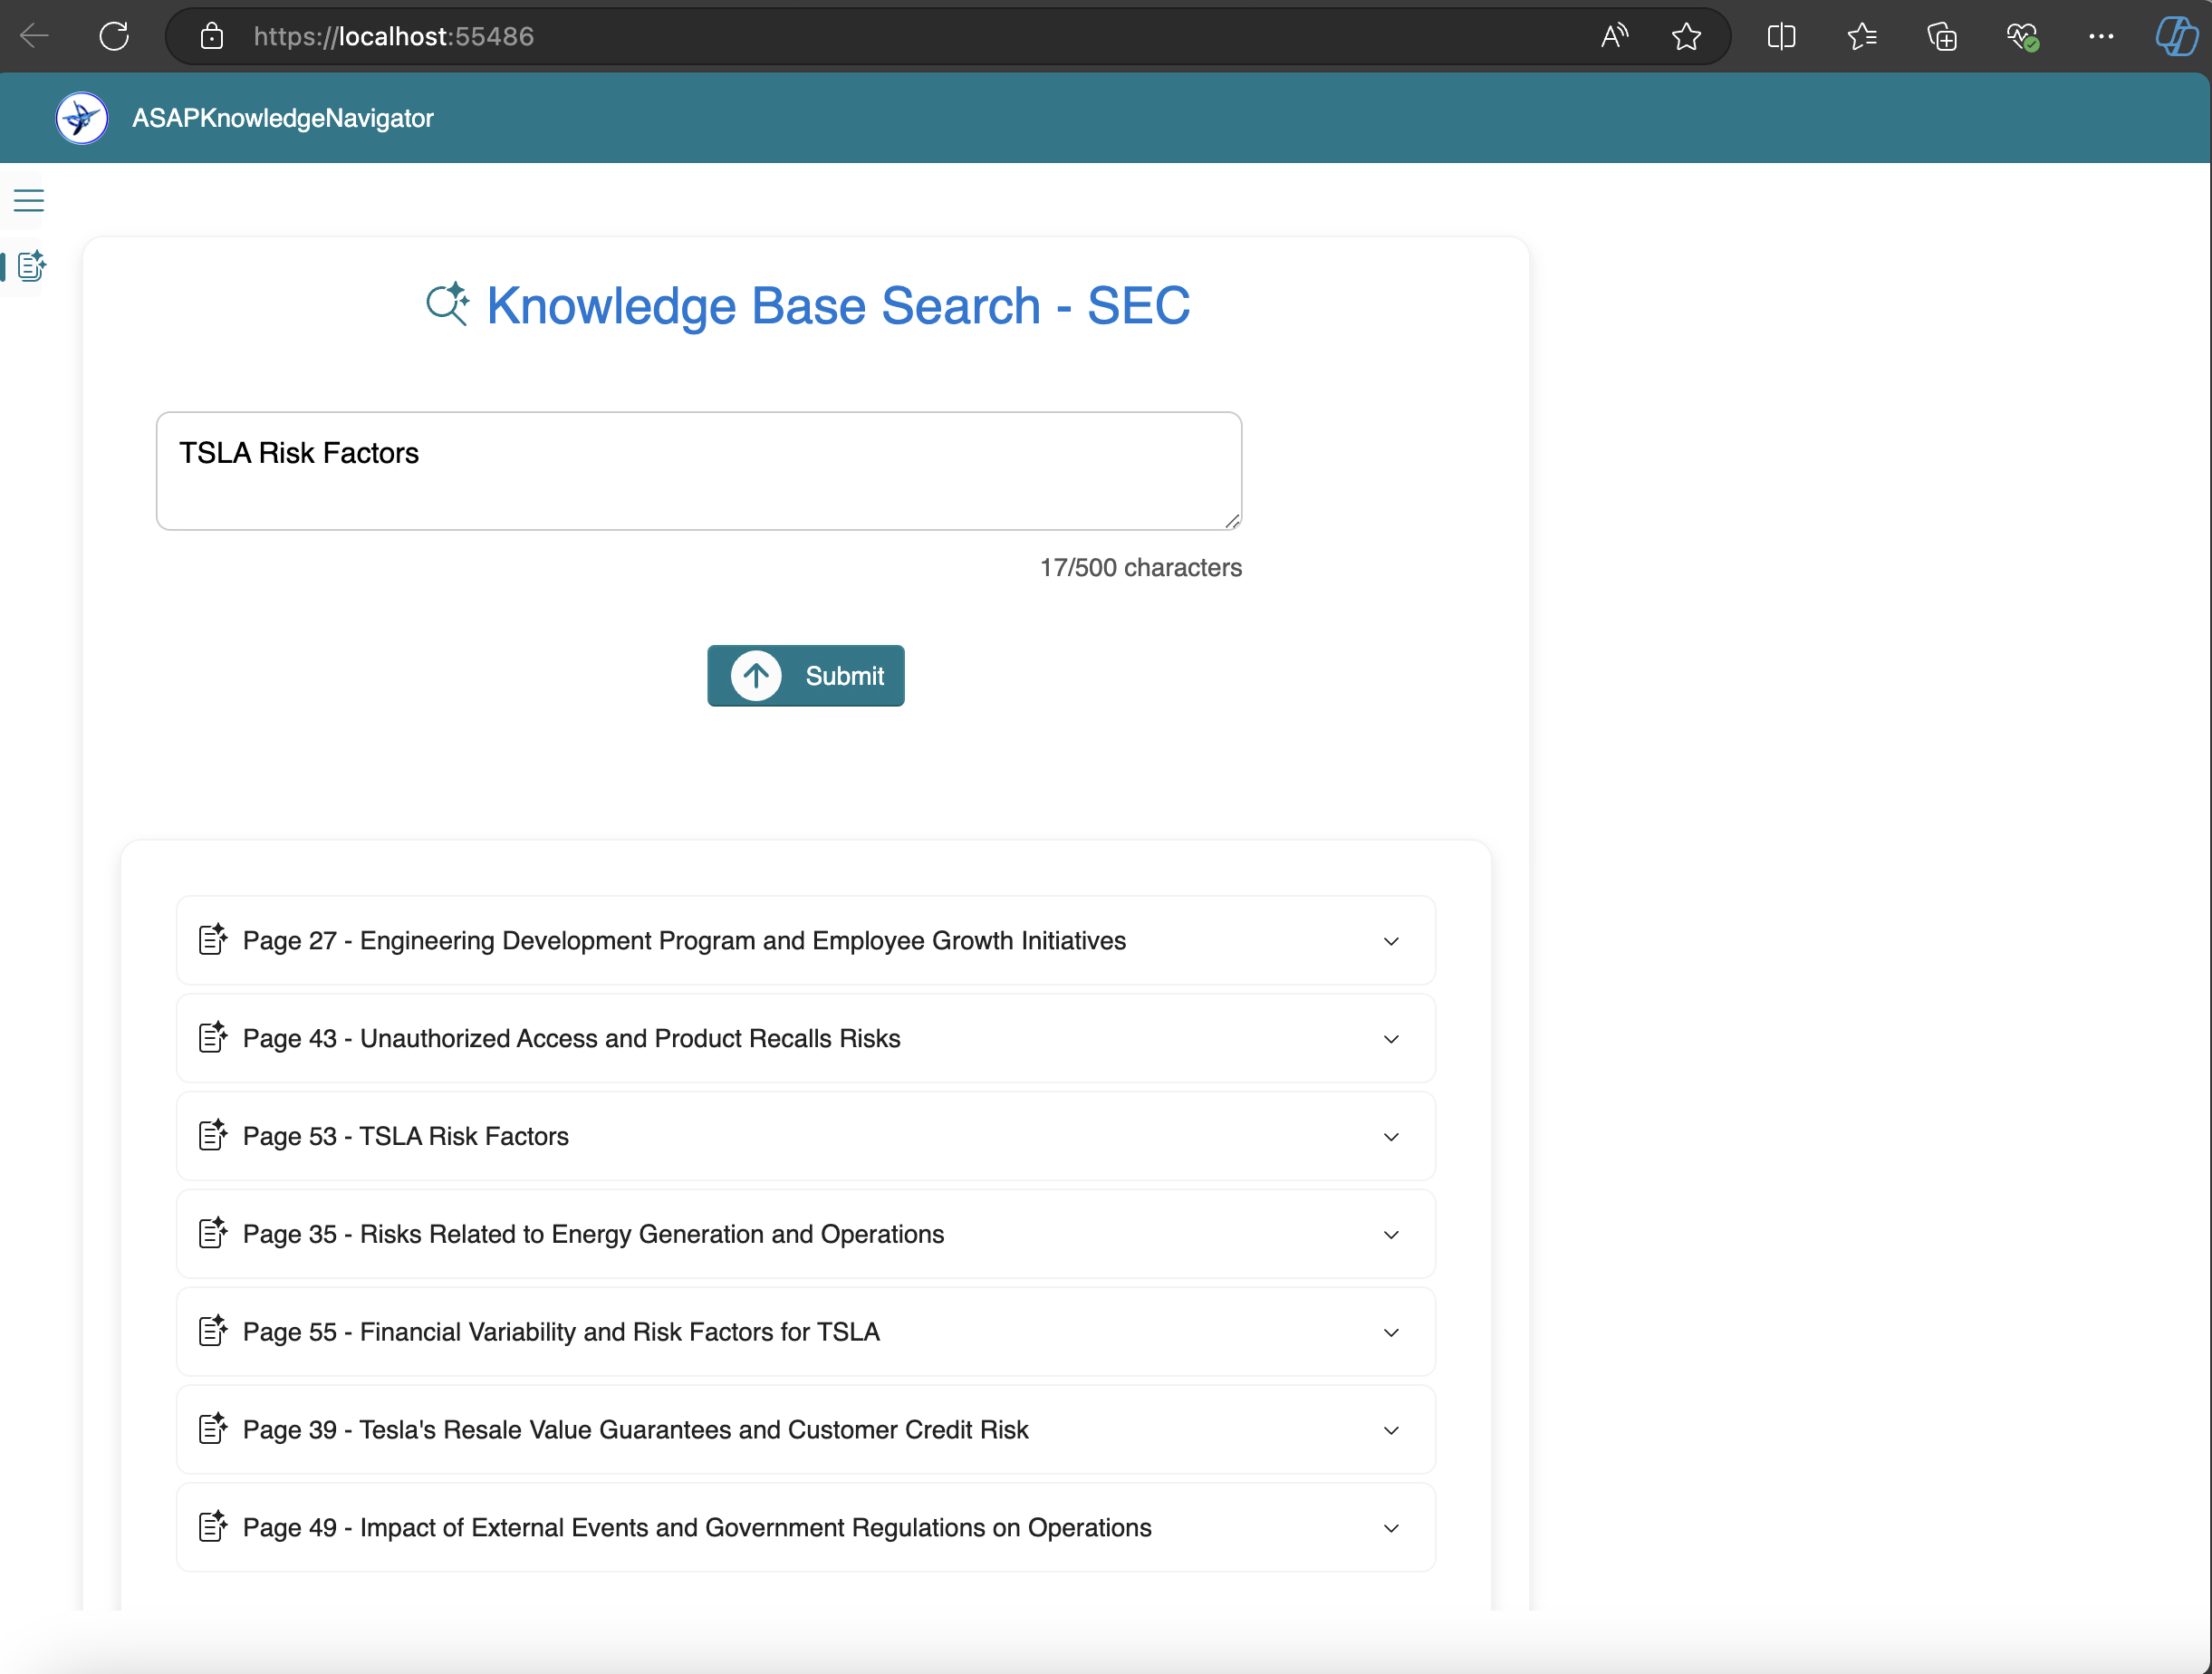 https://localhost:55486
ASAPKnowledgeNavigator
Knowledge Base Search - SEC
TSLA Risk Factors
17/500 characters
Submit
Page 27 - Engineering Development Program and Employee Growth Initiatives
Page 43 - Unauthorized Access and Product Recalls Risks
Page 53 - TSLA Risk Factors
Page 35 - Risks Related to Energy Generation and Operations
Page 55 - Financial Variability and Risk Factors for TSLA
Page 39 - Tesla's Resale Value Guarantees and Customer Credit Risk
Page 49 - Impact of External Events and Government Regulations on Operations